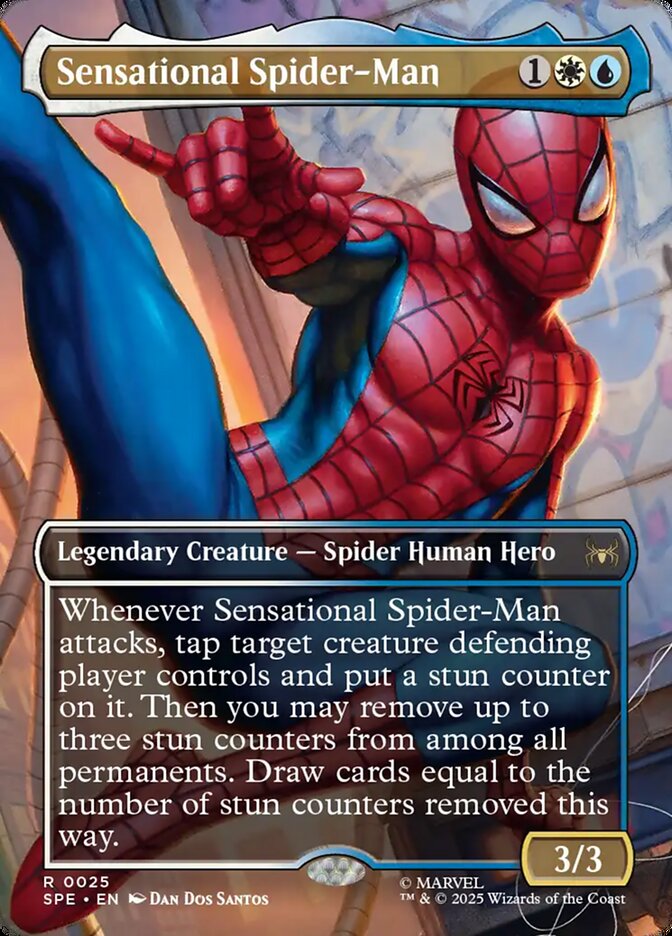 Sensational Spider-Man 1
Legendary Creature — Spider Human Hero
Whenever Sensational Spider-Man
attacks, tap target creature defending
player controls and put a stun counter
on it. Then you may remove up to
three stun counters from among all
permanents. Draw cards equal to the
number of stun counters removed this
way.
3/3
R 0025
SPE • EN Dan Dos Santos
© MARVEL
™ & © 2025 Wizards of the Coast